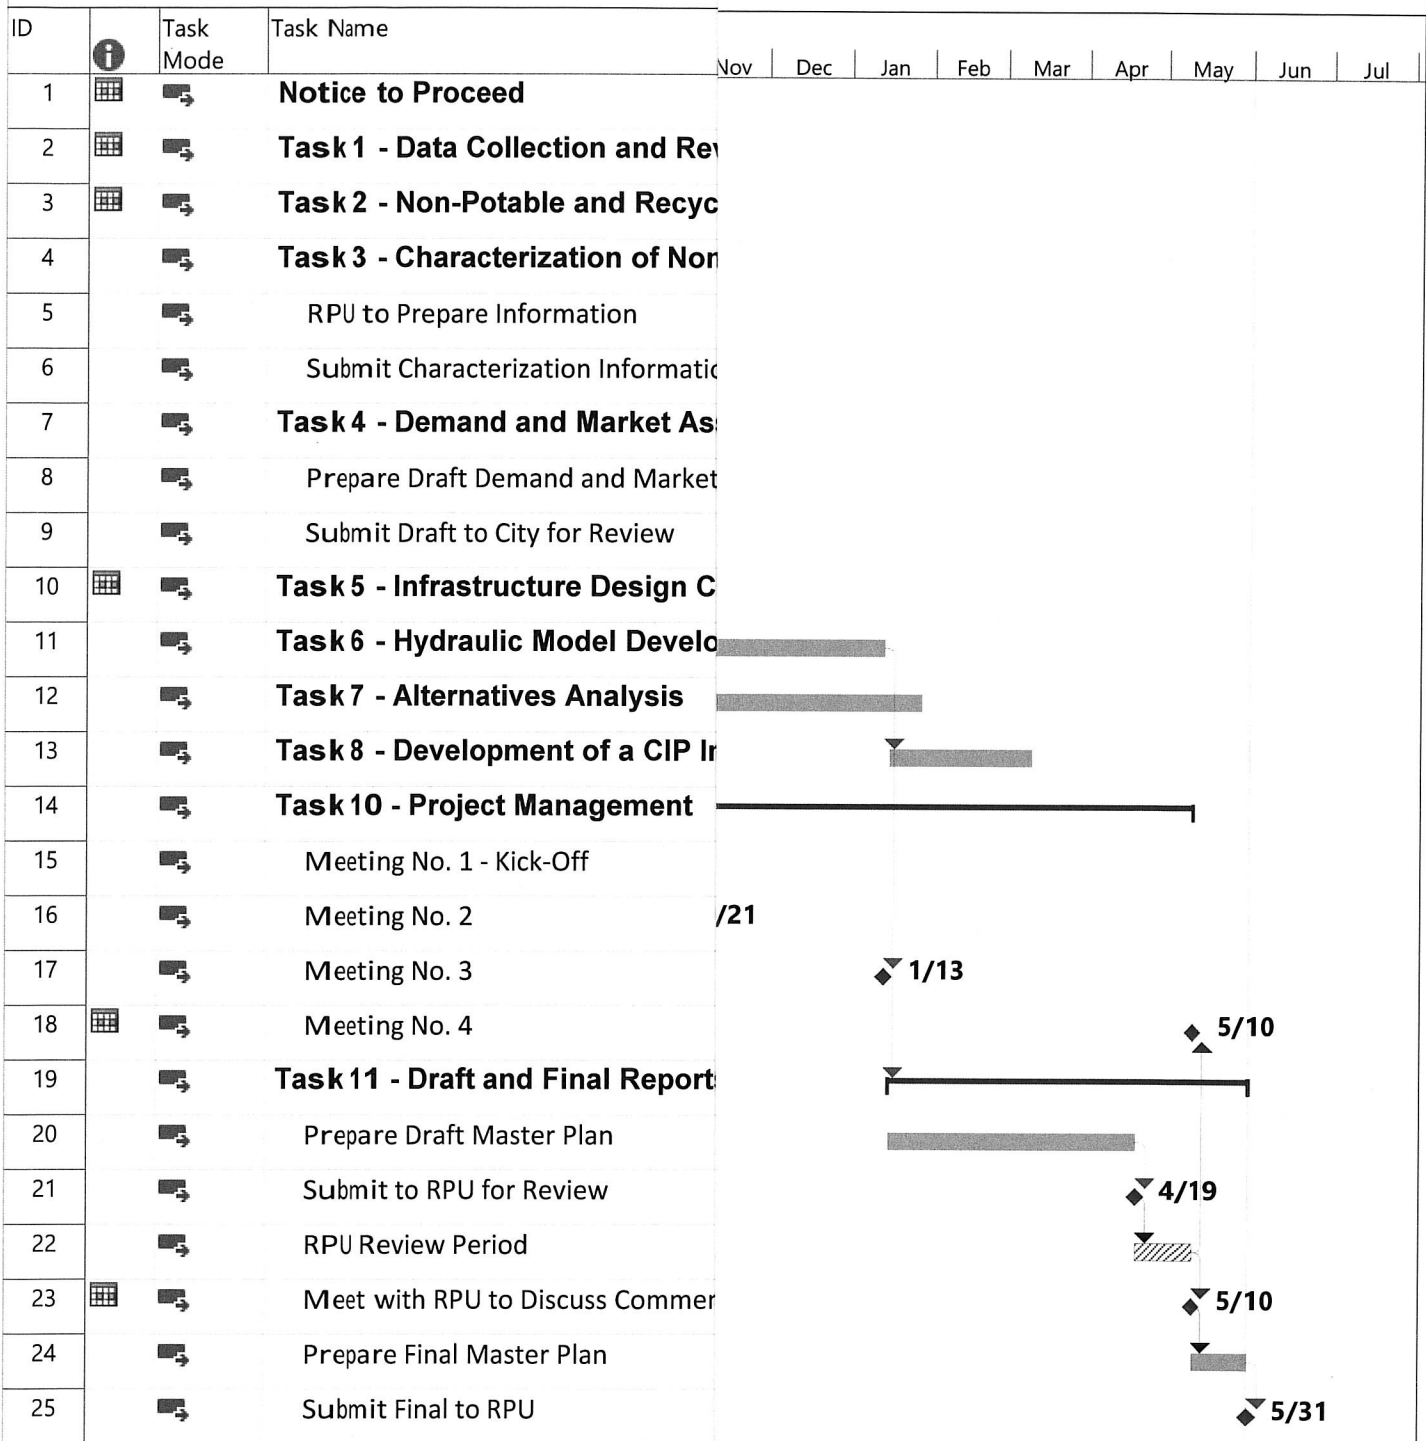 ID Task Mode Task Name
Nov Dec Jan Feb Mar Apr May Jun Jul
1 Notice to Proceed
2 Task 1 - Data Collection and Rev
3 Task 2 - Non-Potable and Recyc
4 Task 3 - Characterization of Non
5 RPU to Prepare Information
6 Submit Characterization Informatic
7 Task 4 - Demand and Market Ass
8 Prepare Draft Demand and Market
9 Submit Draft to City for Review
10 Task 5 - Infrastructure Design C
11 Task 6 - Hydraulic Model Develo
12 Task 7 - Alternatives Analysis
13 Task 8 - Development of a CIP In
14 Task 10 - Project Management
15 Meeting No. 1 - Kick-Off
16 Meeting No. 2 /21
17 Meeting No. 3 1/13
18 Meeting No. 4 5/10
19 Task 11 - Draft and Final Reports
20 Prepare Draft Master Plan
21 Submit to RPU for Review 4/19
22 RPU Review Period
23 Meet with RPU to Discuss Commer 5/10
24 Prepare Final Master Plan
25 Submit Final to RPU 5/31